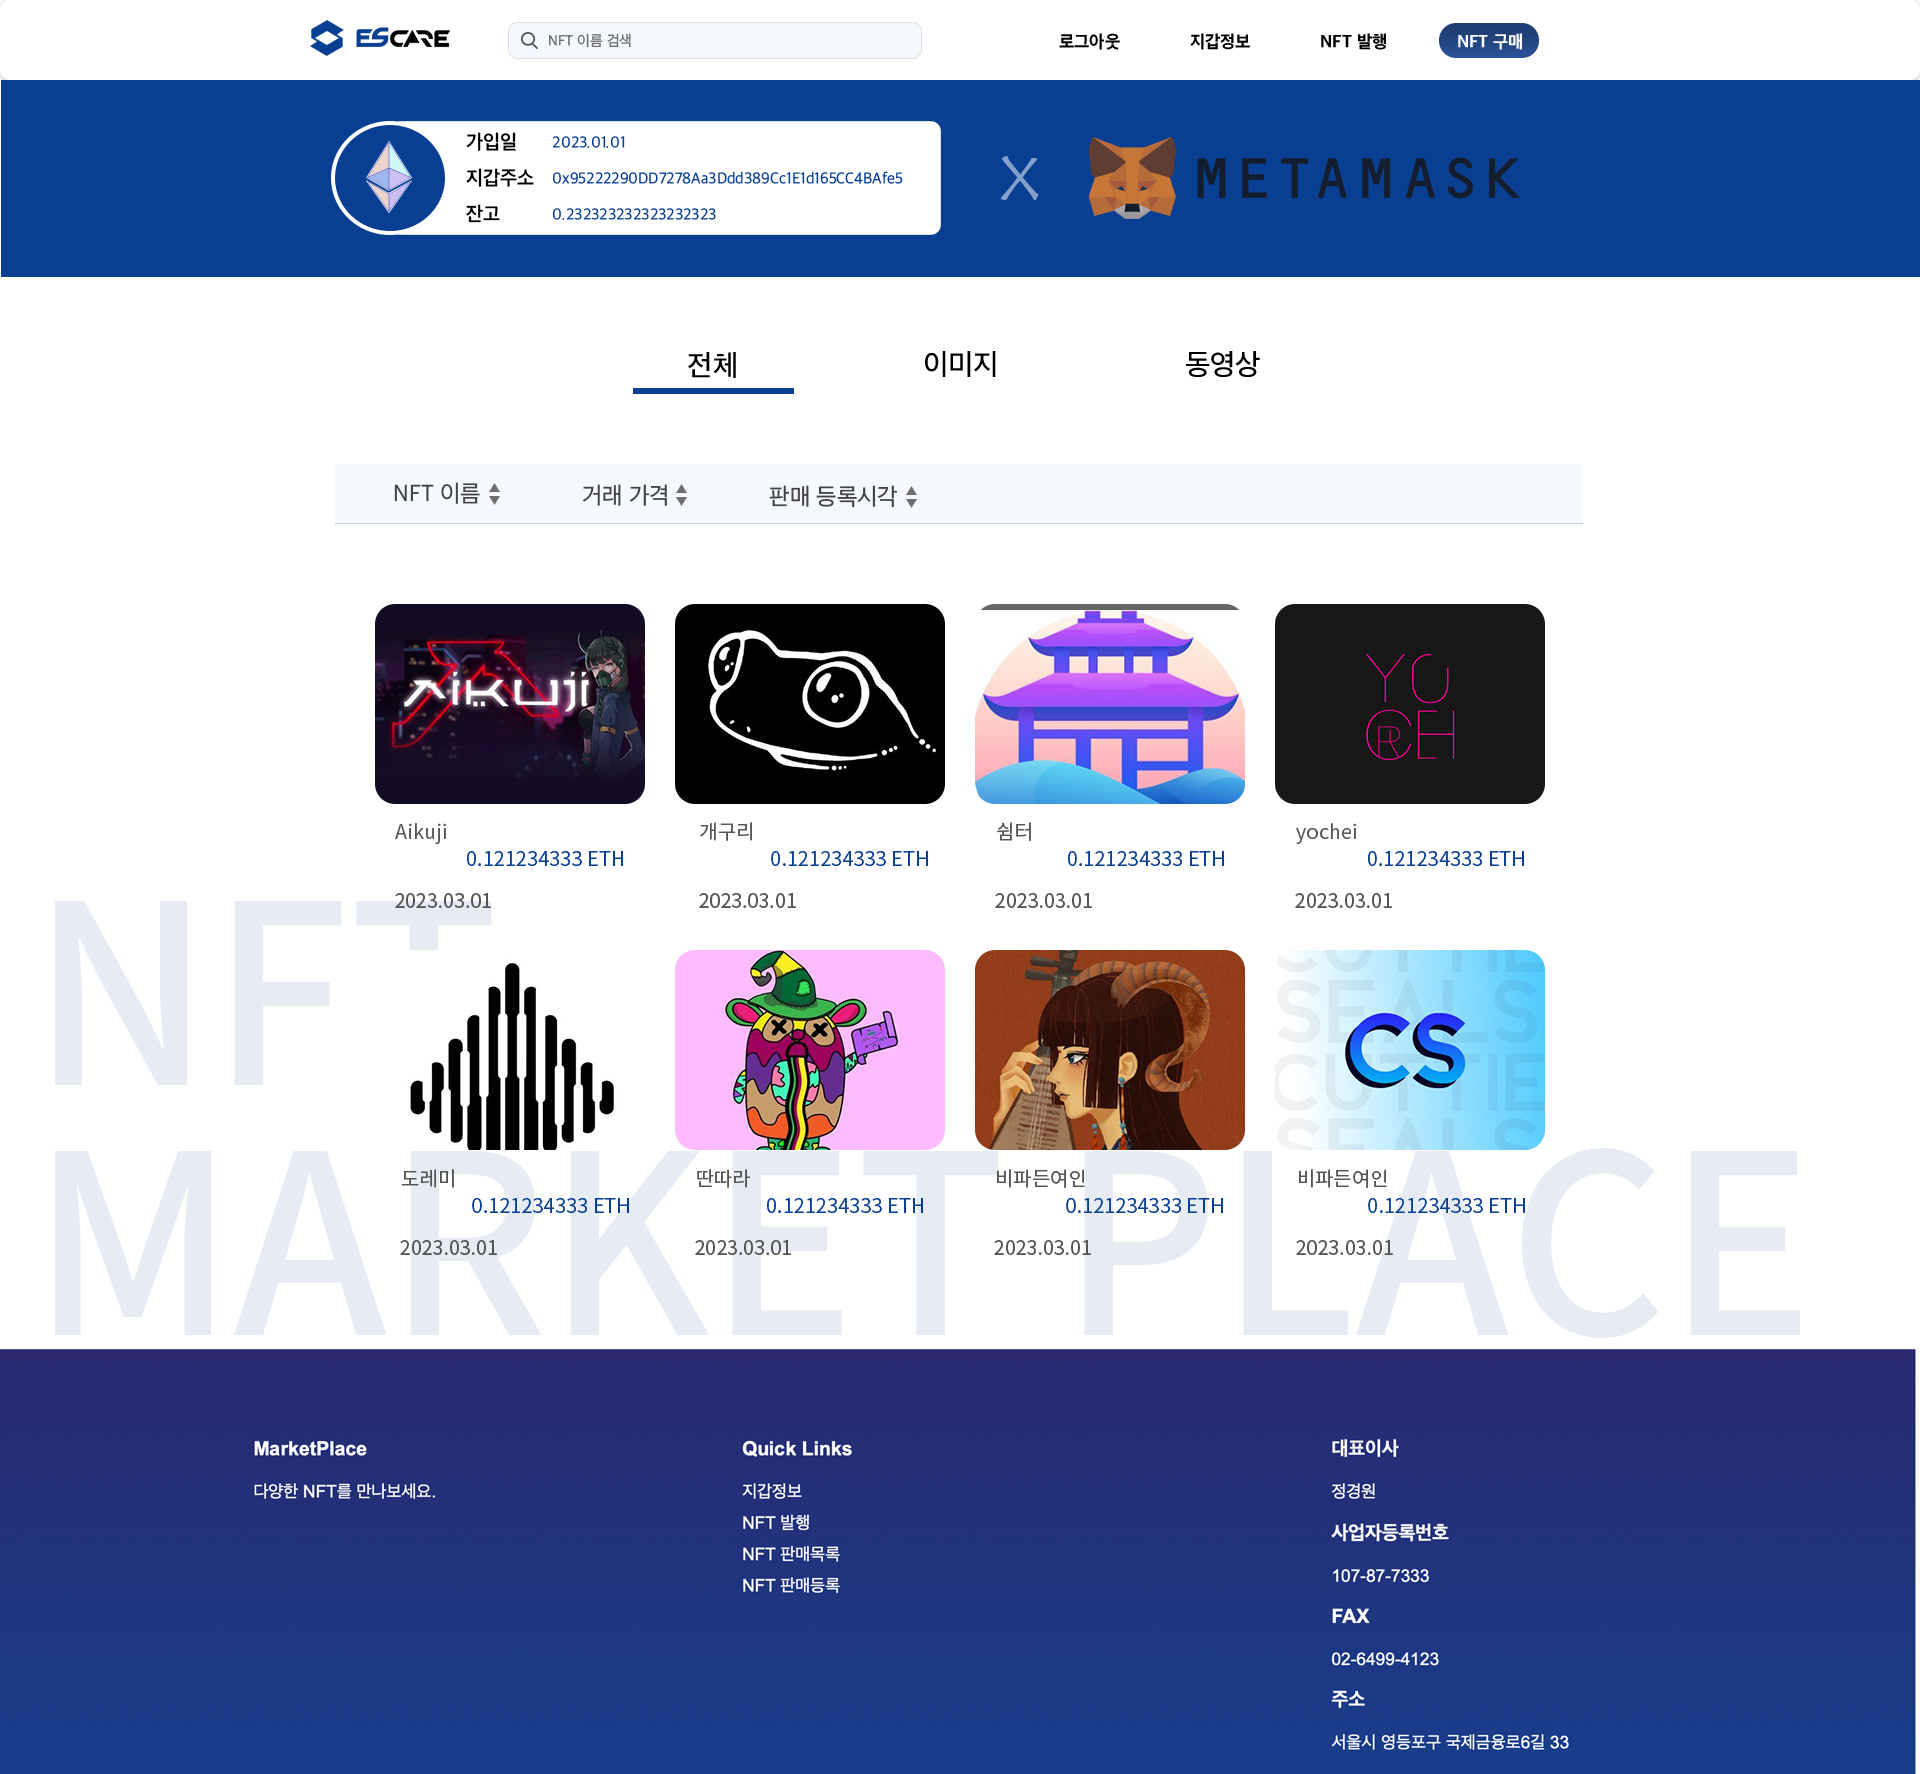 ESCARE
NFT 이름 검색
로그아웃
지갑정보
NFT 발행
NFT 구매
가입일 2023.01.01
지갑주소 0x95222290DD7278Aa3Ddd389Cc1E1d165CC4BAfe5
잔고 0.232323232323232323
X METAMASK
전체
이미지
동영상
NFT 이름
거래 가격
판매 등록시각
AiKUji
YO
CHE
R
Aikuji
0.121234333 ETH
2023.03.01
개구리
0.121234333 ETH
2023.03.01
쉼터
0.121234333 ETH
2023.03.01
yochei
0.121234333 ETH
2023.03.01
NFT
CUTTIE
SEALS
CUTTIE
SEALS
CS
도레미
0.121234333 ETH
2023.03.01
딴따라
0.121234333 ETH
2023.03.01
비파든여인
0.121234333 ETH
2023.03.01
비파든여인
0.121234333 ETH
2023.03.01
MARKET PLACE
MarketPlace
다양한 NFT를 만나보세요.
Quick Links
지갑정보
NFT 발행
NFT 판매목록
NFT 판매등록
대표이사
정경원
사업자등록번호
107-87-7333
FAX
02-6499-4123
주소
서울시 영등포구 국제금융로6길 33